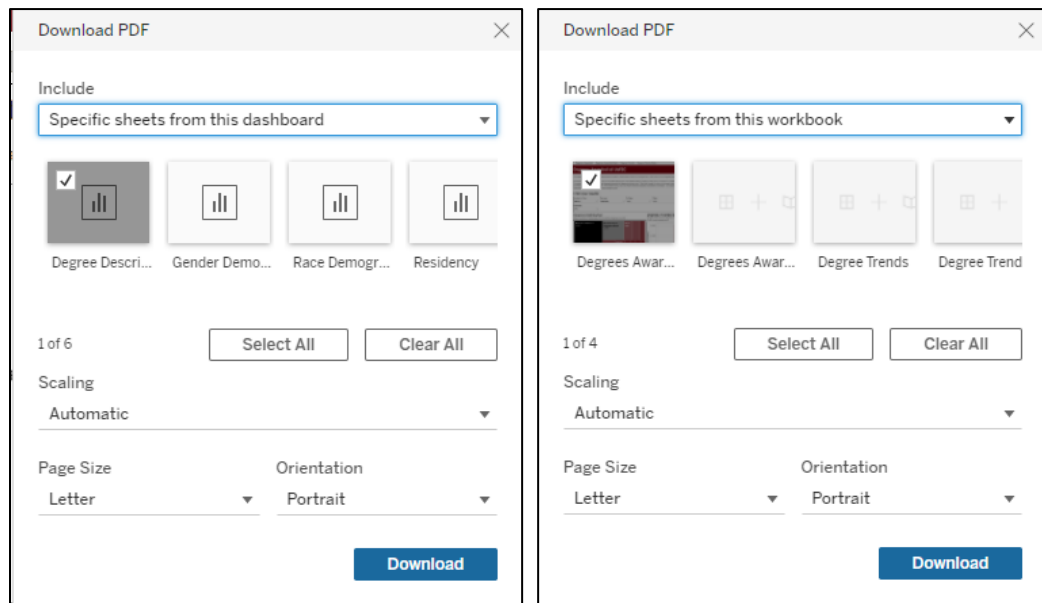 Download PDF
Include
Specific sheets from this dashboard
Degree Descri...
Gender Demo...
Race Demogr...
Residency
1 of 6
Select All
Clear All
Scaling
Automatic
Page Size
Orientation
Letter
Portrait
Download
Download PDF
Include
Specific sheets from this workbook
Degrees Awar...
Degrees Awar...
Degree Trends
Degree Trend
1 of 4
Select All
Clear All
Scaling
Automatic
Page Size
Orientation
Letter
Portrait
Download